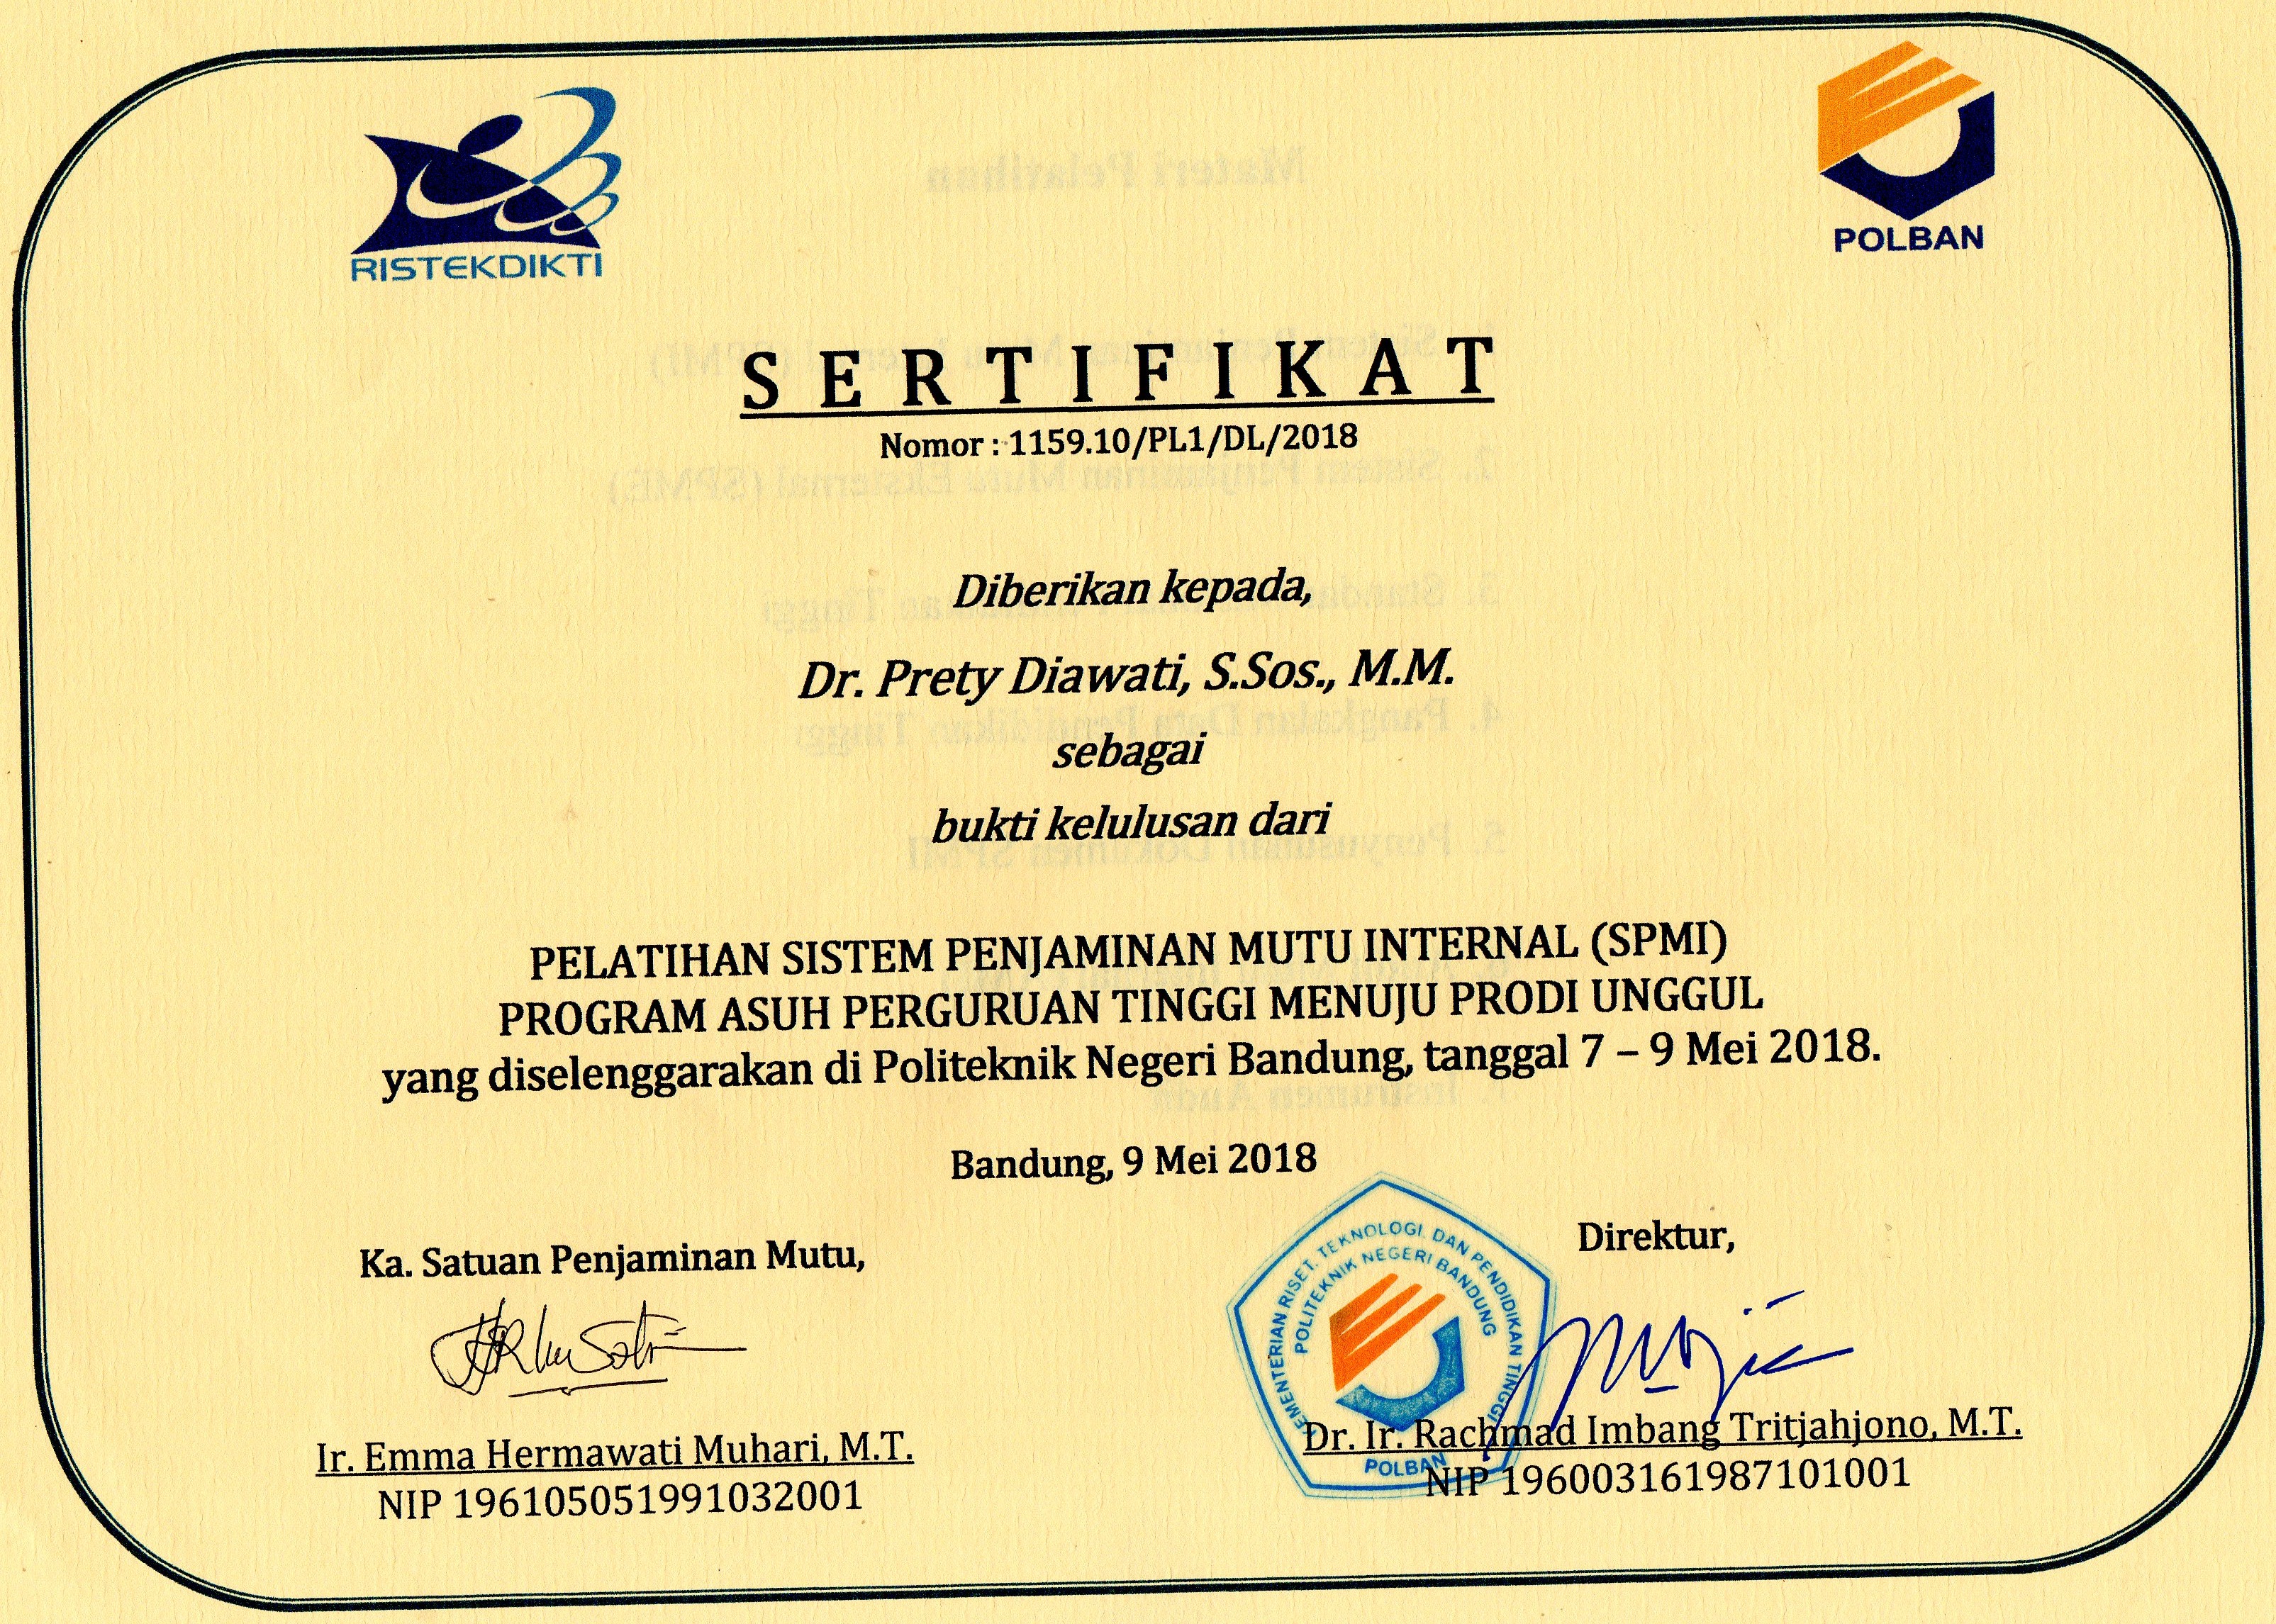 RISTEKDIKTI
POLBAN
SERTIFIKAT
Nomor : 1159.10/PL1/DL/2018
Diberikan kepada,
Dr. Prety Diawati, S.Sos., M.M.
sebagai
bukti kelulusan dari
PELATIHAN SISTEM PENJAMINAN MUTU INTERNAL (SPMI)
PROGRAM ASUH PERGURUAN TINGGI MENUJU PRODI UNGGUL
yang diselenggarakan di Politeknik Negeri Bandung, tanggal 7 – 9 Mei 2018.
Bandung, 9 Mei 2018
Ka. Satuan Penjaminan Mutu,
Direktur,
KEMENTERIAN RISET, TEKNOLOGI, DAN PENDIDIKAN TINGGI
POLITEKNIK NEGERI BANDUNG
POLBAN
Ir. Emma Hermawati Muhari, M.T.
NIP 196105051991032001
Dr. Ir. Rachmad Imbang Tritjahjono, M.T.
NIP 196003161987101001